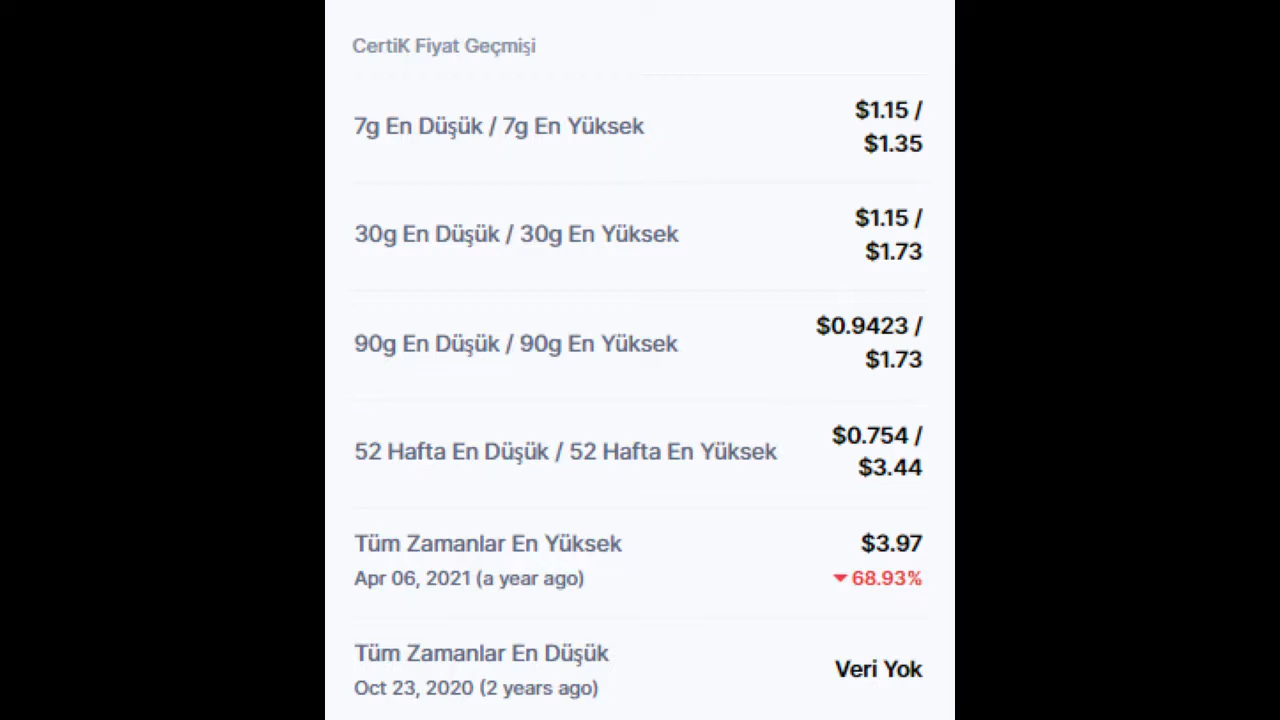 CertiK Fiyat Geçmişi
7g En Düşük / 7g En Yüksek
$1.15 /
$1.35
30g En Düşük / 30g En Yüksek
$1.15 /
$1.73
90g En Düşük / 90g En Yüksek
$0.9423 /
$1.73
52 Hafta En Düşük / 52 Hafta En Yüksek
$0.754 /
$3.44
Tüm Zamanlar En Yüksek
$3.97
Apr 06, 2021 (a year ago)
68.93%
Tüm Zamanlar En Düşük
Veri Yok
Oct 23, 2020 (2 years ago)